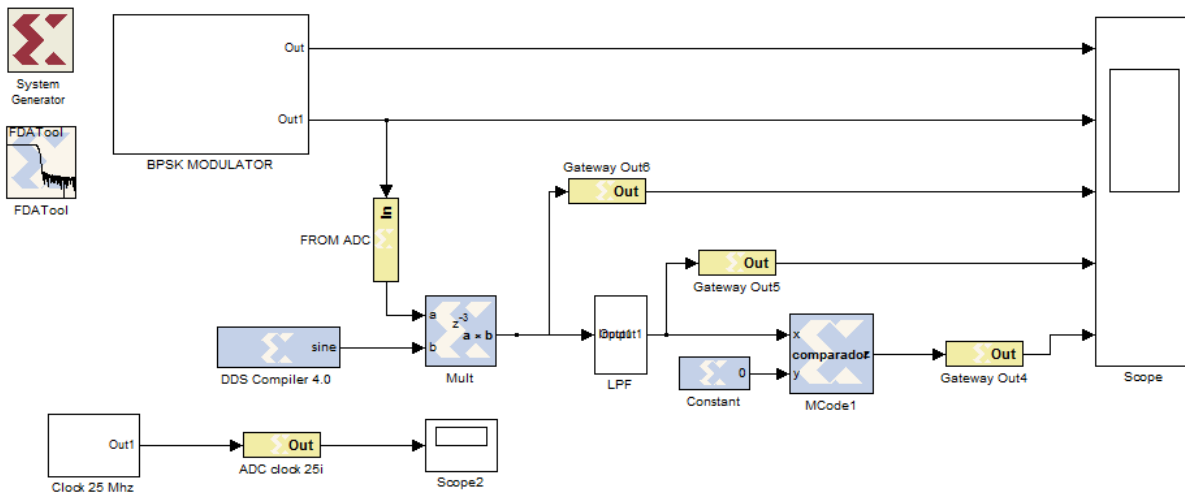 Out
System
Generator
Out1
FDATool
BPSK MODULATOR
FDATool
Gateway Out6
Out
In
FROM ADC
Out
Gateway Out5
a
z-3
a × b
b
Mult
sine
DDS Compiler 4.0
LPF
0
Constant
x
comparador
y
MCode1
Out
Gateway Out4
Scope
Out1
Clock 25 Mhz
Out
ADC clock 25i
Scope2